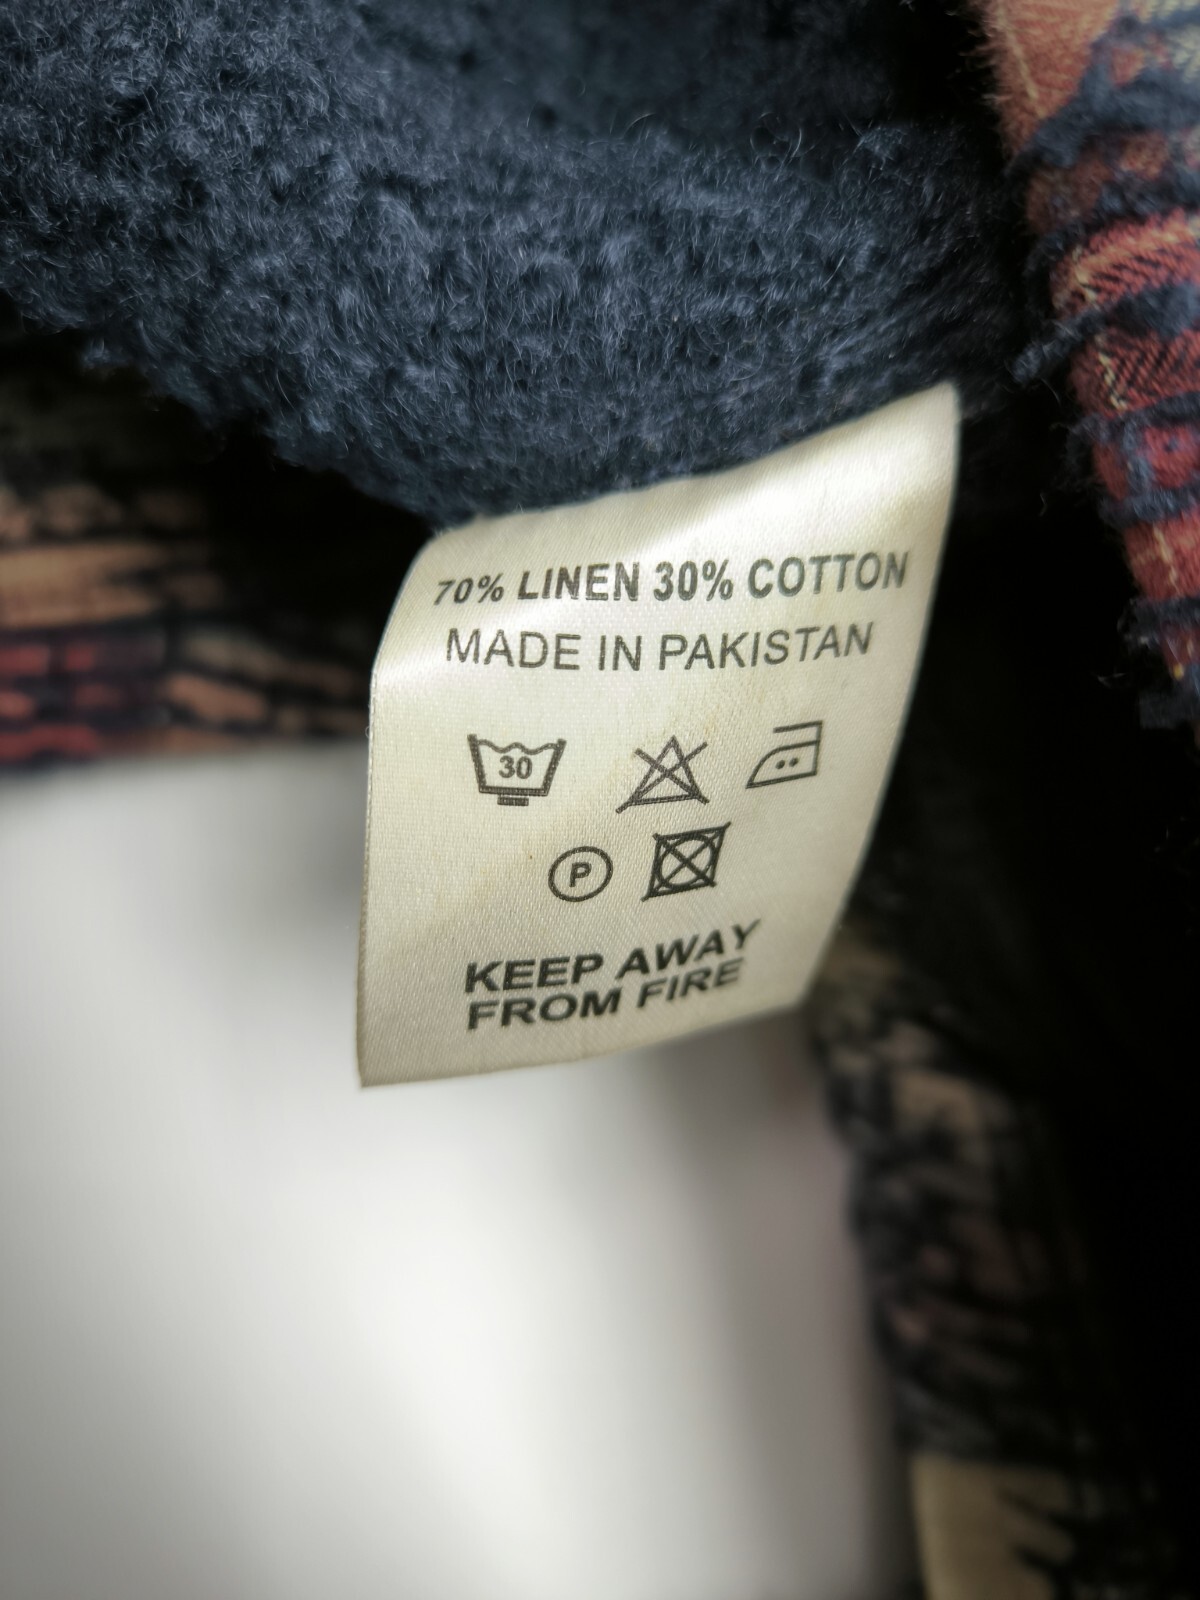 70% LINEN 30% COTTON
MADE IN PAKISTAN
30
P
KEEP AWAY
FROM FIRE